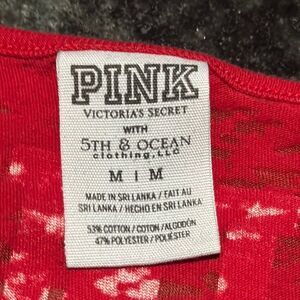 PINK
VICTORIA'S SECRET
WITH
5TH & OCEAN
clothing, LLC
M | M
MADE IN SRI LANKA / FAIT AU
SRI LANKA / HECHO EN SRI LANKA
53% COTTON / COTON / ALGODÓN
47% POLYESTER / POLIÉSTER